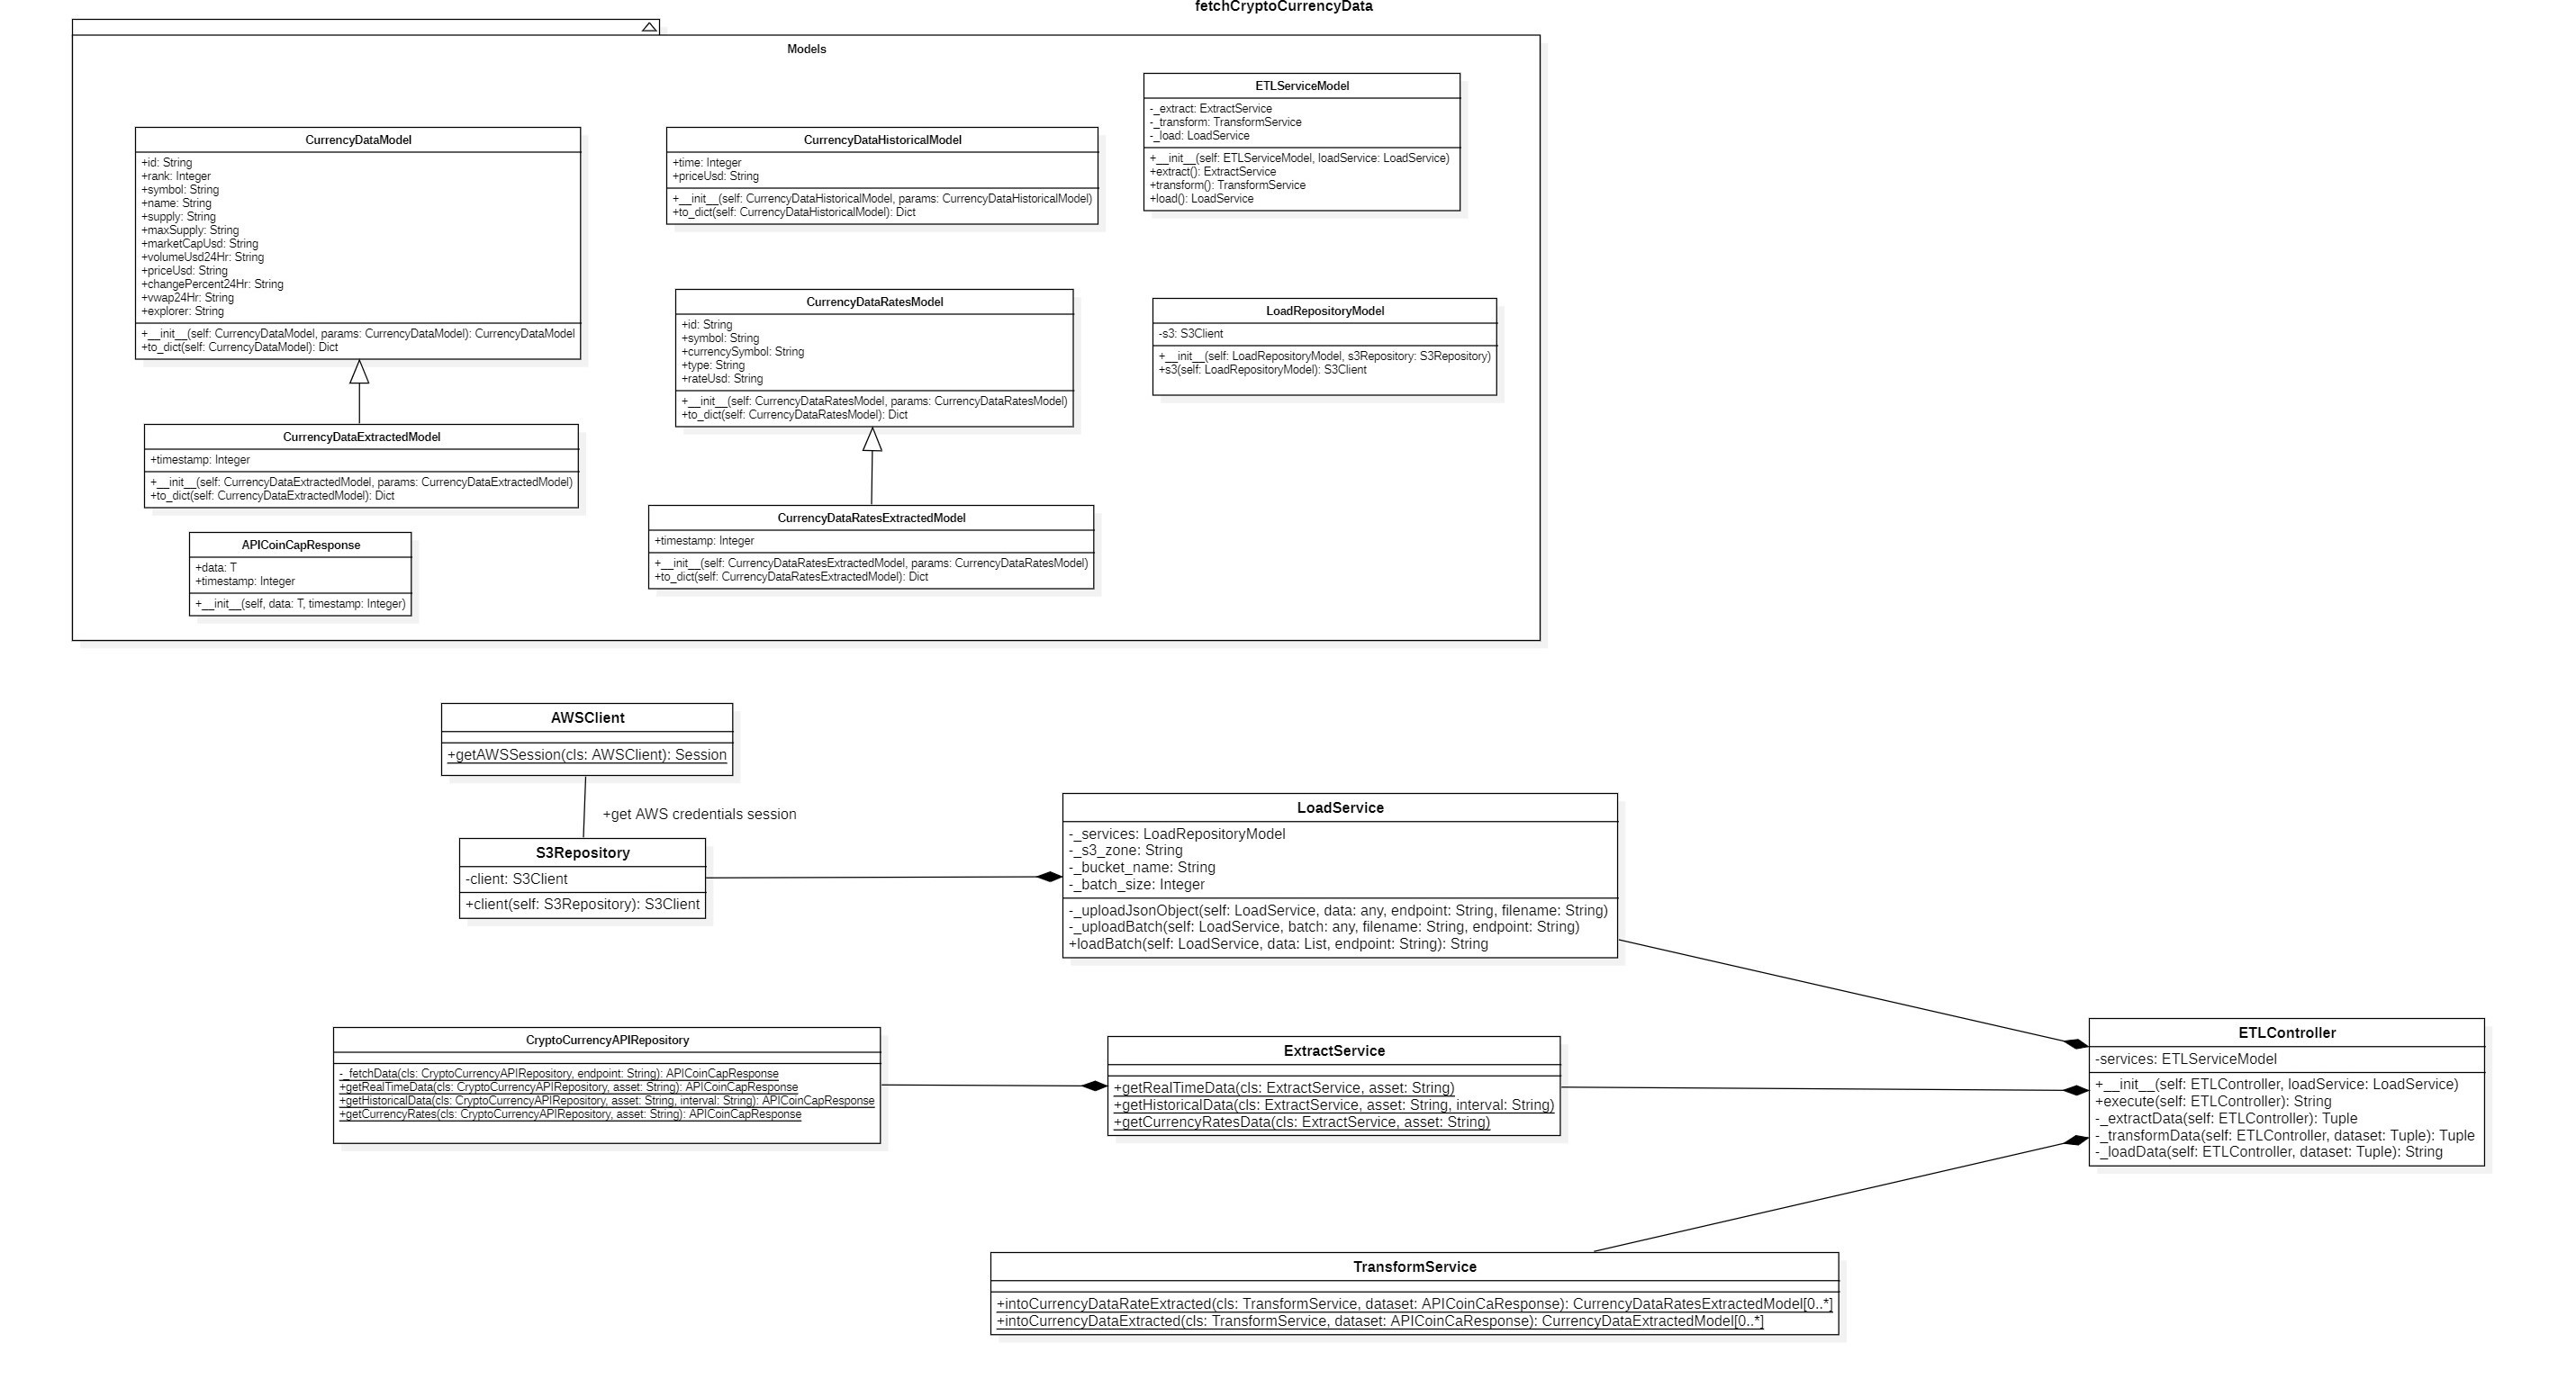 fetchCryptoCurrencyData
Models
CurrencyDataModel
+id: String
+rank: Integer
+symbol: String
+name: String
+supply: String
+maxSupply: String
+marketCapUsd: String
+volumeUsd24Hr: String
+priceUsd: String
+changePercent24Hr: String
+vwap24Hr: String
+explorer: String
+__init__(self: CurrencyDataModel, params: CurrencyDataModel): CurrencyDataModel
+to_dict(self: CurrencyDataModel): Dict
CurrencyDataHistoricalModel
+time: Integer
+priceUsd: String
+__init__(self: CurrencyDataHistoricalModel, params: CurrencyDataHistoricalModel)
+to_dict(self: CurrencyDataHistoricalModel): Dict
ETLServiceModel
-_extract: ExtractService
-_transform: TransformService
-_load: LoadService
+__init__(self: ETLServiceModel, loadService: LoadService)
+extract(): ExtractService
+transform(): TransformService
+load(): LoadService
CurrencyDataRatesModel
+id: String
+symbol: String
+currencySymbol: String
+type: String
+rateUsd: String
+__init__(self: CurrencyDataRatesModel, params: CurrencyDataRatesModel)
+to_dict(self: CurrencyDataRatesModel): Dict
LoadRepositoryModel
-s3: S3Client
+__init__(self: LoadRepositoryModel, s3Repository: S3Repository)
+s3(self: LoadRepositoryModel): S3Client
CurrencyDataExtractedModel
+timestamp: Integer
+__init__(self: CurrencyDataExtractedModel, params: CurrencyDataExtractedModel)
+to_dict(self: CurrencyDataExtractedModel): Dict
CurrencyDataRatesExtractedModel
+timestamp: Integer
+__init__(self: CurrencyDataRatesExtractedModel, params: CurrencyDataRatesModel)
+to_dict(self: CurrencyDataRatesExtractedModel): Dict
APICoinCapResponse
+data: T
+timestamp: Integer
+__init__(self, data: T, timestamp: Integer)
AWSClient
+getAWSSession(cls: AWSClient): Session
+get AWS credentials session
S3Repository
-client: S3Client
+client(self: S3Repository): S3Client
LoadService
-_services: LoadRepositoryModel
-_s3_zone: String
-_bucket_name: String
-_batch_size: Integer
-_uploadJsonObject(self: LoadService, data: any, endpoint: String, filename: String)
-_uploadBatch(self: LoadService, batch: any, filename: String, endpoint: String)
+loadBatch(self: LoadService, data: List, endpoint: String): String
CryptoCurrencyAPIRepository
-_fetchData(cls: CryptoCurrencyAPIRepository, endpoint: String): APICoinCapResponse
+getRealTimeData(cls: CryptoCurrencyAPIRepository, asset: String): APICoinCapResponse
+getHistoricalData(cls: CryptoCurrencyAPIRepository, asset: String, interval: String): APICoinCapResponse
+getCurrencyRates(cls: CryptoCurrencyAPIRepository, asset: String): APICoinCapResponse
ExtractService
+getRealTimeData(cls: ExtractService, asset: String)
+getHistoricalData(cls: ExtractService, asset: String, interval: String)
+getCurrencyRatesData(cls: ExtractService, asset: String)
ETLController
-services: ETLServiceModel
+__init__(self: ETLController, loadService: LoadService)
+execute(self: ETLController): String
-_extractData(self: ETLController): Tuple
-_transformData(self: ETLController, dataset: Tuple): Tuple
-_loadData(self: ETLController, dataset: Tuple): String
TransformService
+intoCurrencyDataRateExtracted(cls: TransformService, dataset: APICoinCaResponse): CurrencyDataRatesExtractedModel[0..*]
+intoCurrencyDataExtracted(cls: TransformService, dataset: APICoinCaResponse): CurrencyDataExtractedModel[0..*]